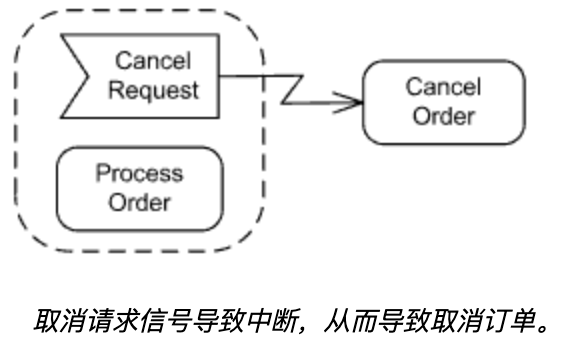 Cancel
Request
Cancel
Order
Process
Order
取消请求信号导致中断，从而导致取消订单。